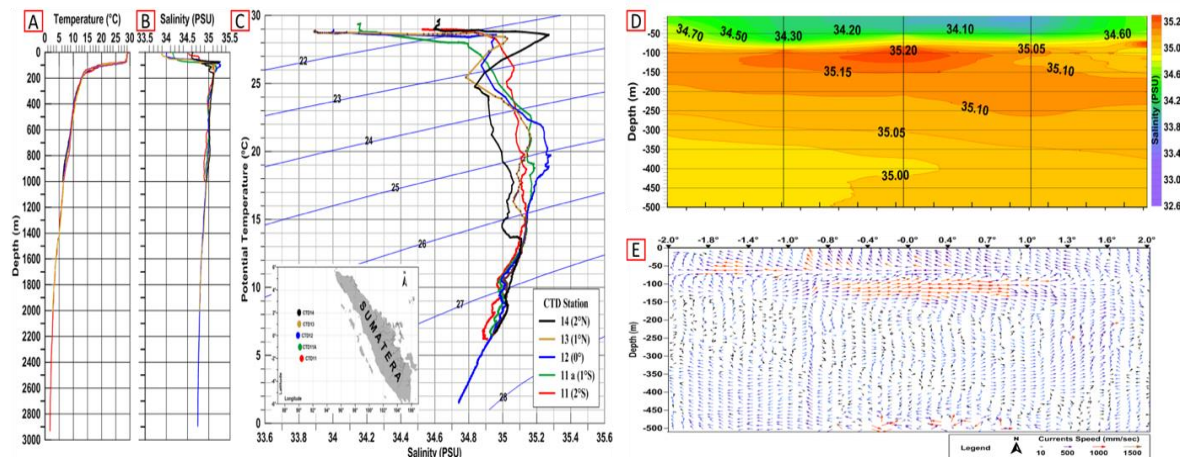 A
Temperature (°C)
0 5 10 15 20 25 30
Depth (m)
0
200
400
600
800
1000
1200
1400
1600
1800
2000
2200
2400
2600
2800
3000
B
Salinity (PSU)
33.5 34 34.5 35 35.5
C
Potential Temperature (°C)
30
25
20
15
10
5
0
22
23
24
25
26
27
28
SUMATERA
CTD14
CTD13
CTD12
CTD11A
CTD11
Longitude
CTD Station
14 (2°N)
13 (1°N)
12 (0°)
11 a (1°S)
11 (2°S)
33.6 33.8 34 34.2 34.4 34.6 34.8 35 35.2 35.4 35.6
Salinity (PSU)
D
Depth (m)
-50
-100
-150
-200
-250
-300
-350
-400
-450
-500
34.70 34.50 34.30 34.20 34.10 35.05 34.60
35.20
35.15 35.10
35.10
35.05
35.00
Salinity (PSU)
35.2
34.8
34.4
34.0
33.6
33.2
33.0
32.6
E
-2.0° -1.8° -1.2° -0.8° -0.4° -0.0° 0.4° 0.7° 1.0° 1.2° 1.6° 2.0°
Depth (m)
0
-50
-100
-150
-200
-250
-300
-350
-400
-450
-500
Legend
N
Currents Speed (mm/sec)
10 500 1000 1500